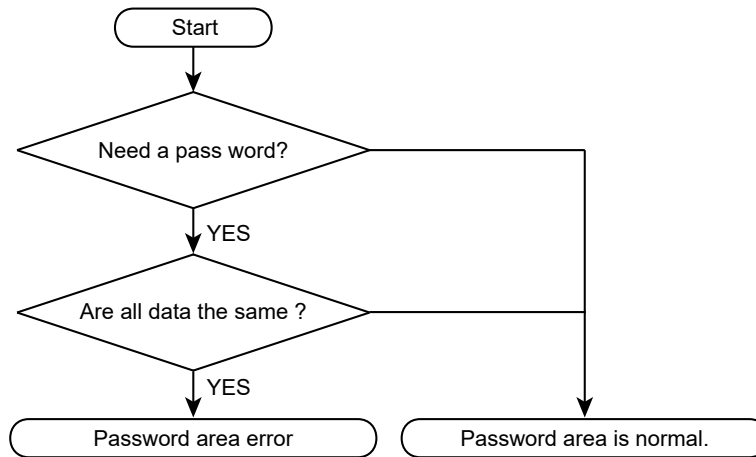 Start
Need a pass word?
YES
Are all data the same ?
YES
Password area error
Password area is normal.